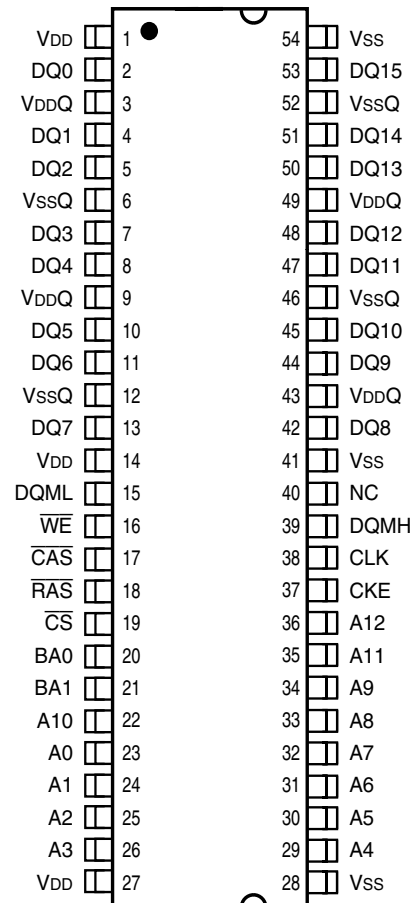 VDD 1 54 VSS
DQ0 2 53 DQ15
VDDQ 3 52 VSSQ
DQ1 4 51 DQ14
DQ2 5 50 DQ13
VSSQ 6 49 VDDQ
DQ3 7 48 DQ12
DQ4 8 47 DQ11
VDDQ 9 46 VSSQ
DQ5 10 45 DQ10
DQ6 11 44 DQ9
VSSQ 12 43 VDDQ
DQ7 13 42 DQ8
VDD 14 41 VSS
DQML 15 40 NC
W̅E̅ 16 39 DQMH
C̅A̅S̅ 17 38 CLK
R̅A̅S̅ 18 37 CKE
C̅S̅ 19 36 A12
BA0 20 35 A11
BA1 21 34 A9
A10 22 33 A8
A0 23 32 A7
A1 24 31 A6
A2 25 30 A5
A3 26 29 A4
VDD 27 28 VSS